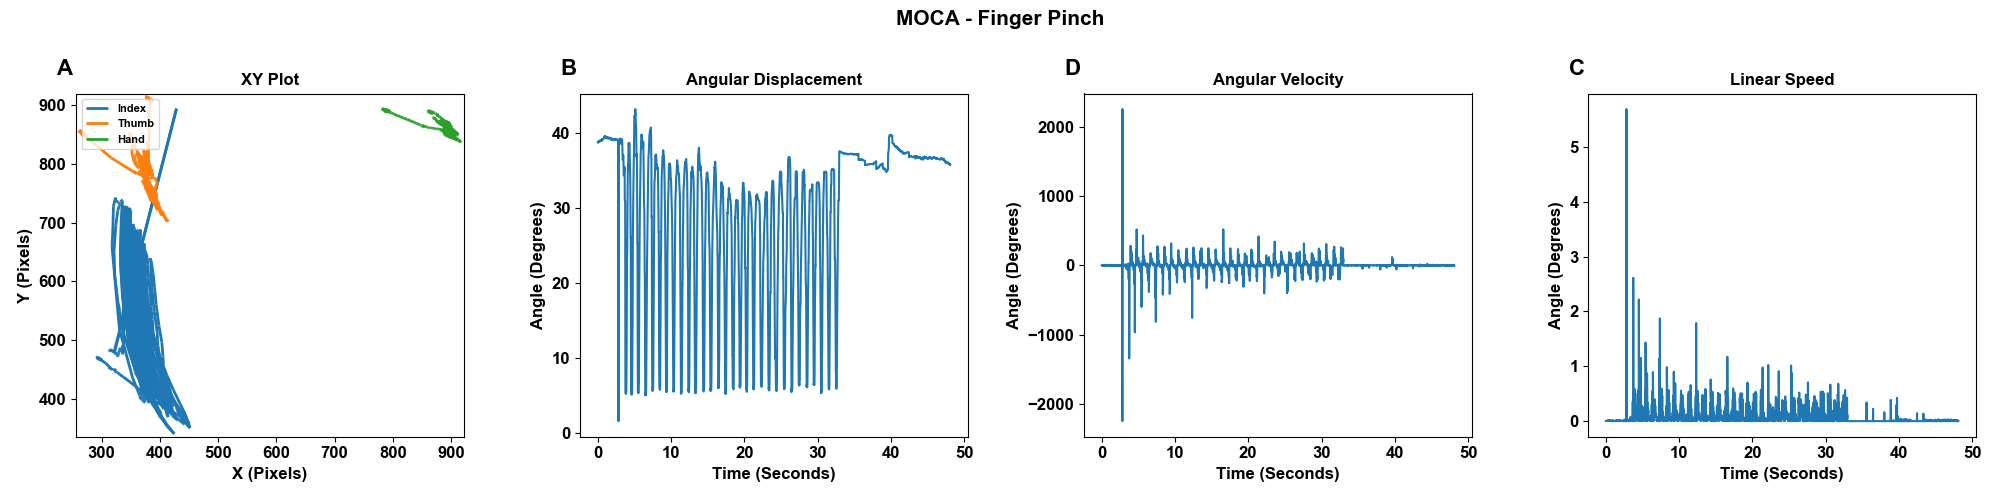 MOCA - Finger Pinch
A
XY Plot
Index
Thumb
Hand
900
800
700
600
500
400
Y (Pixels)
300 400 500 600 700 800 900
X (Pixels)
B
Angular Displacement
40
30
20
10
0
Angle (Degrees)
0 10 20 30 40 50
Time (Seconds)
D
Angular Velocity
2000
1000
0
−1000
−2000
Angle (Degrees)
0 10 20 30 40 50
Time (Seconds)
C
Linear Speed
5
4
3
2
1
0
Angle (Degrees)
0 10 20 30 40 50
Time (Seconds)